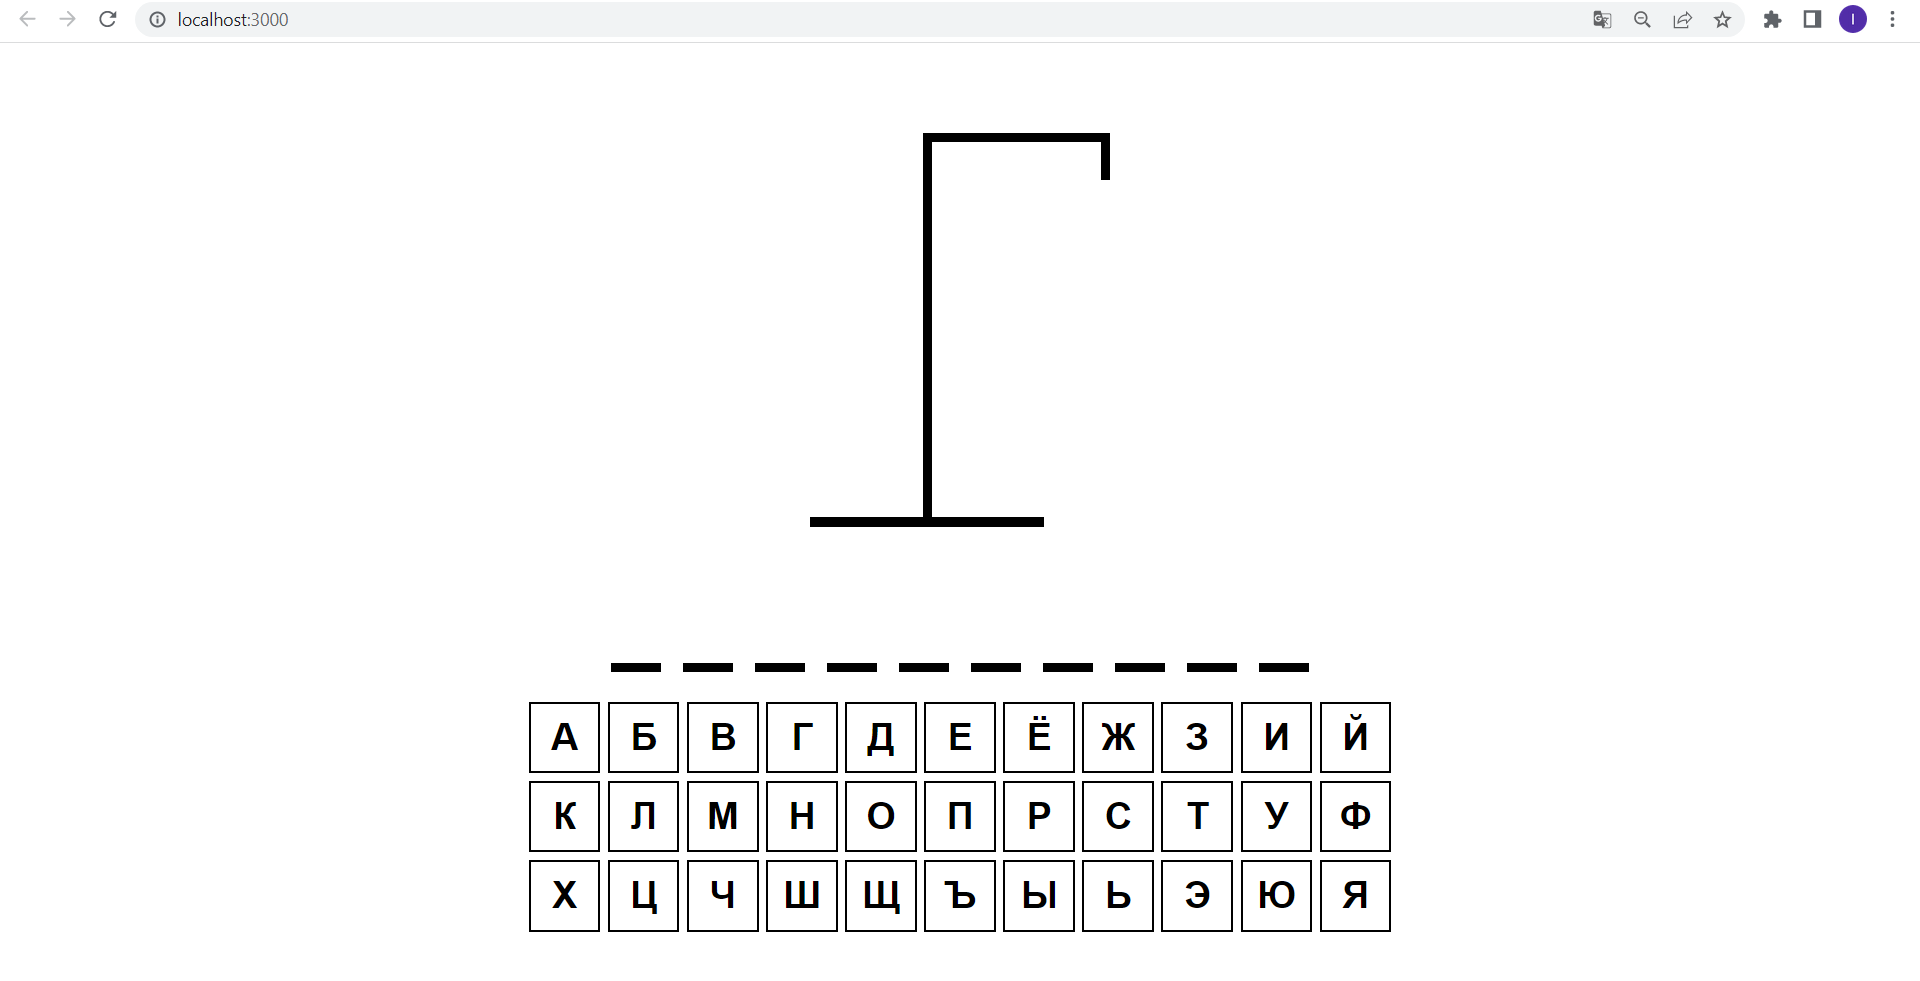 localhost:3000
I
А Б В Г Д Е Ё Ж З И Й
К Л М Н О П Р С Т У Ф
Х Ц Ч Ш Щ Ъ Ы Ь Э Ю Я